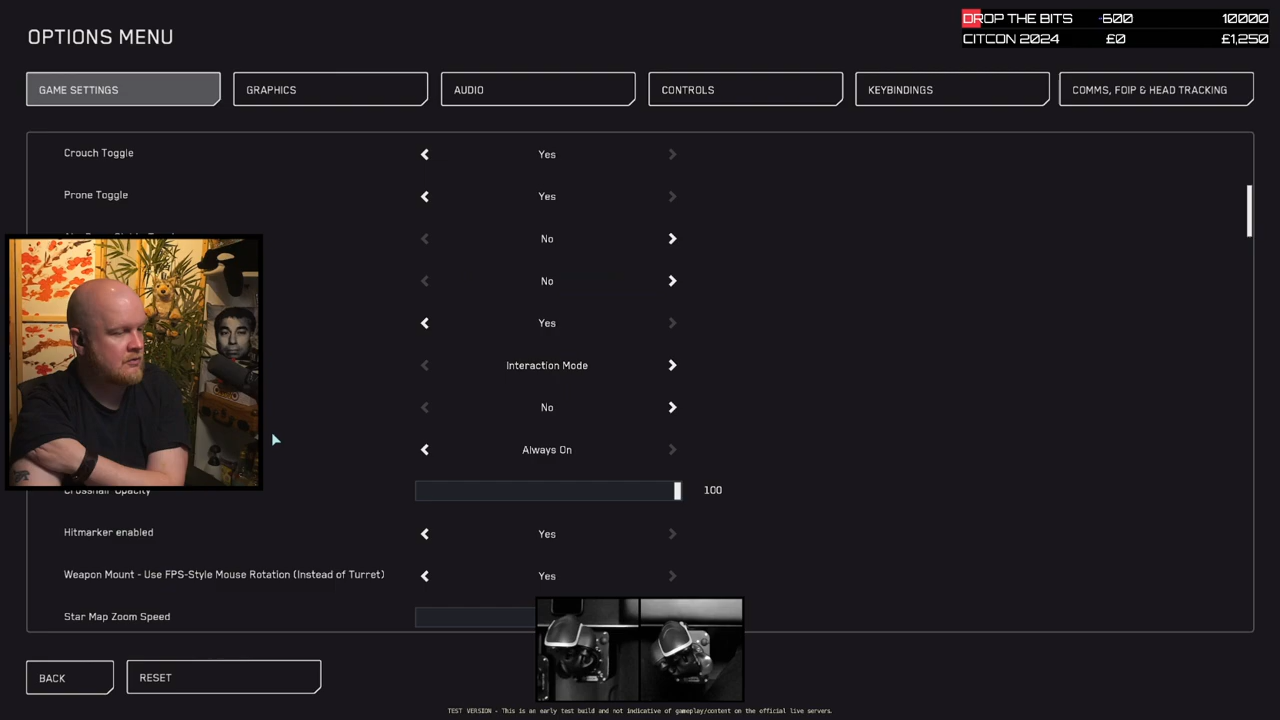 DROP THE BITS -600 10000
CITCON 2024 £0 £1,250
OPTIONS MENU
GAME SETTINGS
GRAPHICS
AUDIO
CONTROLS
KEYBINDINGS
COMMS, FOIP & HEAD TRACKING
Crouch Toggle Yes
Prone Toggle Yes
No
No
Yes
Interaction Mode
No
Always On
Crosshair Opacity 100
Hitmarker enabled Yes
Weapon Mount - Use FPS-Style Mouse Rotation (Instead of Turret) Yes
Star Map Zoom Speed
BACK
RESET
TEST VERSION - This is an early test build and not indicative of gameplay/content on the official live servers.